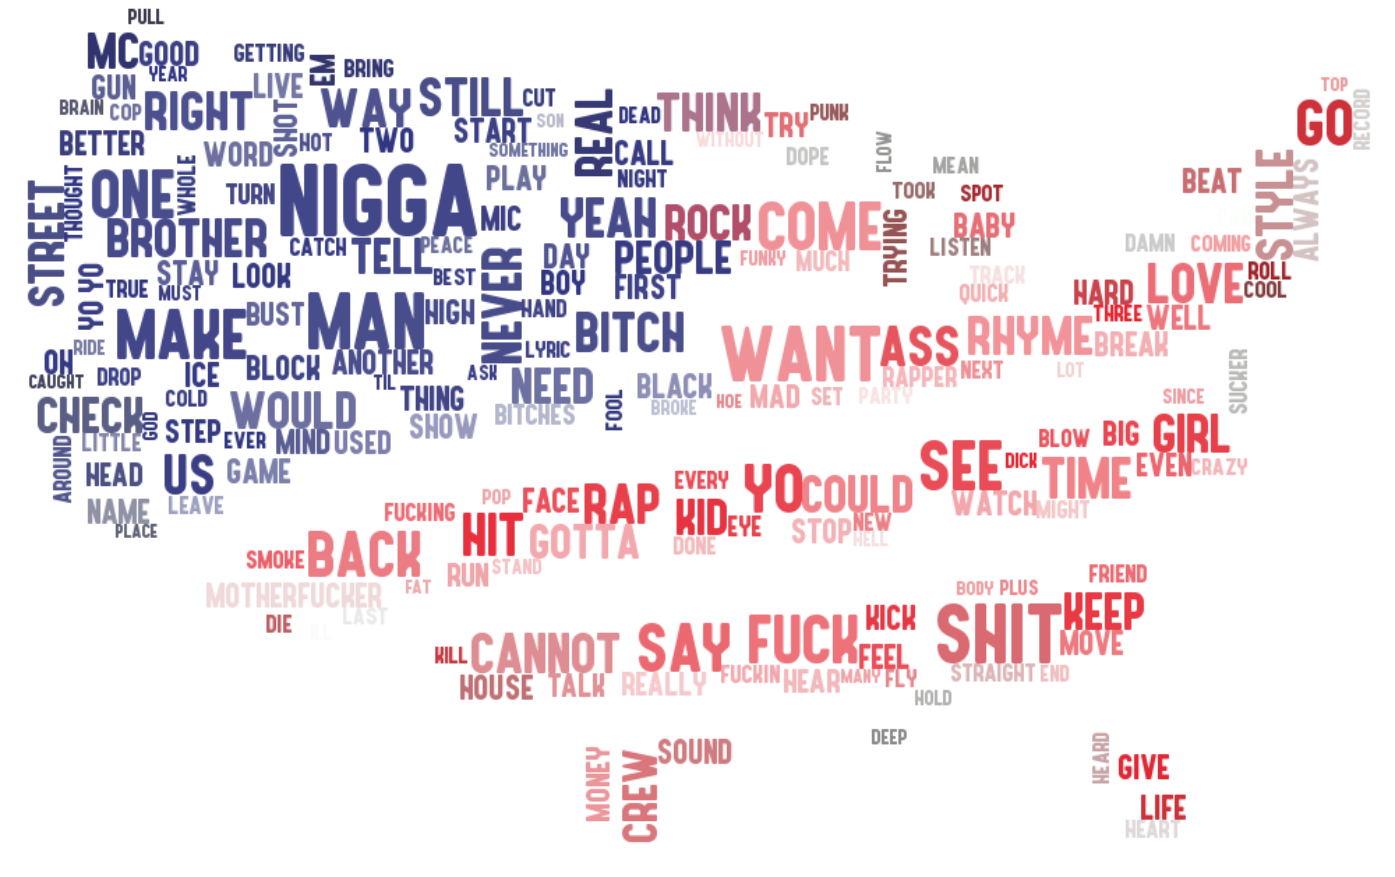 PULL
MC GOOD GETTING EM BRING
GUN YEAR LIVE
TOP
BRAIN COP RIGHT SHOT WAY STILL CUT REAL DEAD THINK TRY PUNK GO RECORD
BETTER WORD HOT TWO START SON SOMETHING CALL WITHOUT DOPE FLOW MEAN
STREET THOUGHT ONE WHOLE TURN NIGGA PLAY NIGHT TOOK SPOT BEAT STYLE ALWAYS
BROTHER MIC YEAH ROCK COME TRYING BABY
CATCH TELL PEACE NEVER DAY PEOPLE FUNKY MUCH LISTEN DAMN COMING
YO YO TRUE STAY MUST LOOK BEST BOY FIRST TRACK QUICK HARD LOVE ROLL COOL
MAKE BUST MAN HIGH HAND BITCH THREE WELL
OH RIDE LYRIC WANT ASS RHYME BREAK
CAUGHT DROP ICE BLOCK ANOTHER TIL ASK NEED FOOL BLACK RAPPER NEXT LOT SUCKER
CHECK GOD COLD WOULD THING BITCHES BROKE HOE MAD SET PARTY SINCE
AROUND LITTLE STEP EVER MIND USED SHOW BLOW BIG GIRL
HEAD US GAME EVERY YO COULD SEE DICK TIME EVEN CRAZY
NAME LEAVE POP FACE RAP KID EYE WATCH MIGHT
PLACE FUCKING HIT GOTTA DONE STOP NEW HELL
SMOKE BACK RUN STAND FRIEND
MOTHERFUCKER FAT BODY PLUS
DIE LAST KICK SHIT KEEP
KILL CANNOT SAY FUCK FEEL MOVE
HOUSE TALK REALLY FUCKIN HEAR MANY FLY STRAIGHT END
HOLD
MONEY CREW SOUND DEEP HEARD GIVE
LIFE
HEART